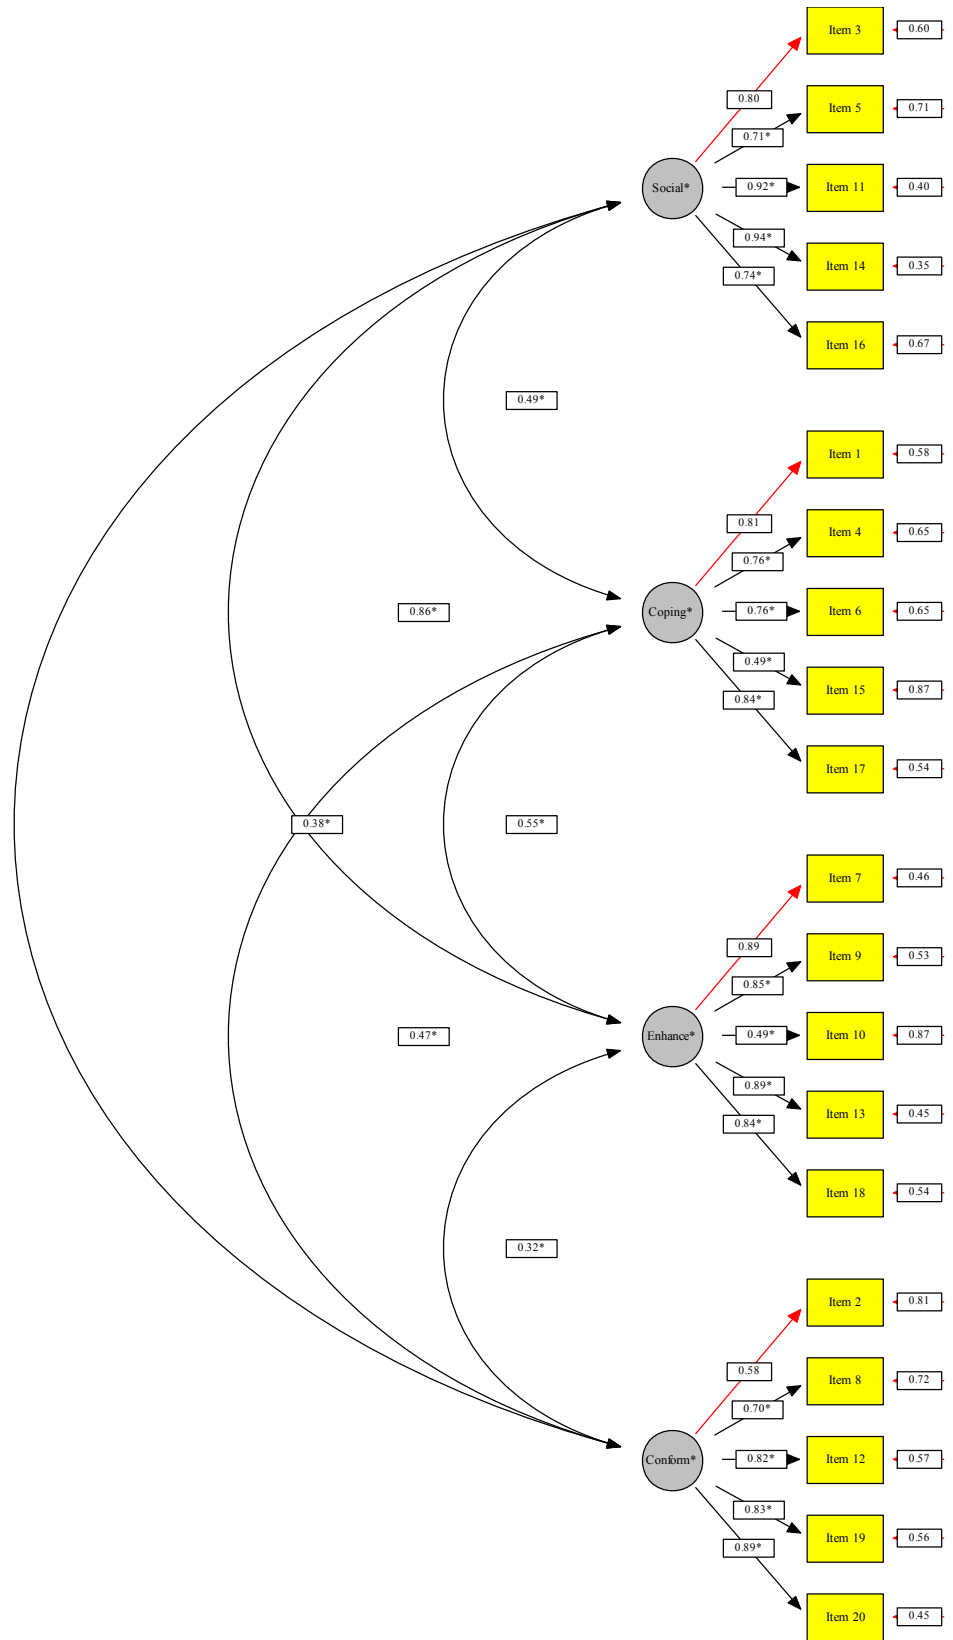 Item 3
0.60
0.80
Item 5
0.71
0.71*
Social*
0.92*
Item 11
0.40
0.94*
Item 14
0.35
0.74*
Item 16
0.67
0.49*
Item 1
0.58
0.81
Item 4
0.65
0.76*
0.86*
Coping*
0.76*
Item 6
0.65
0.49*
Item 15
0.87
0.84*
Item 17
0.54
0.38*
0.55*
Item 7
0.46
0.89
Item 9
0.53
0.85*
0.47*
Enhance*
0.49*
Item 10
0.87
0.89*
Item 13
0.45
0.84*
Item 18
0.54
0.32*
Item 2
0.81
0.58
Item 8
0.72
0.70*
Conform*
0.82*
Item 12
0.57
0.83*
Item 19
0.56
0.89*
Item 20
0.45